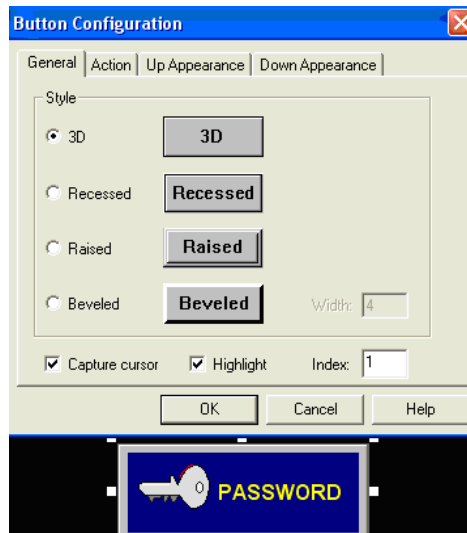 Button Configuration
General Action Up Appearance Down Appearance
Style
3D 3D
Recessed Recessed
Raised Raised
Beveled Beveled Width: 4
Capture cursor Highlight Index: 1
OK Cancel Help
PASSWORD